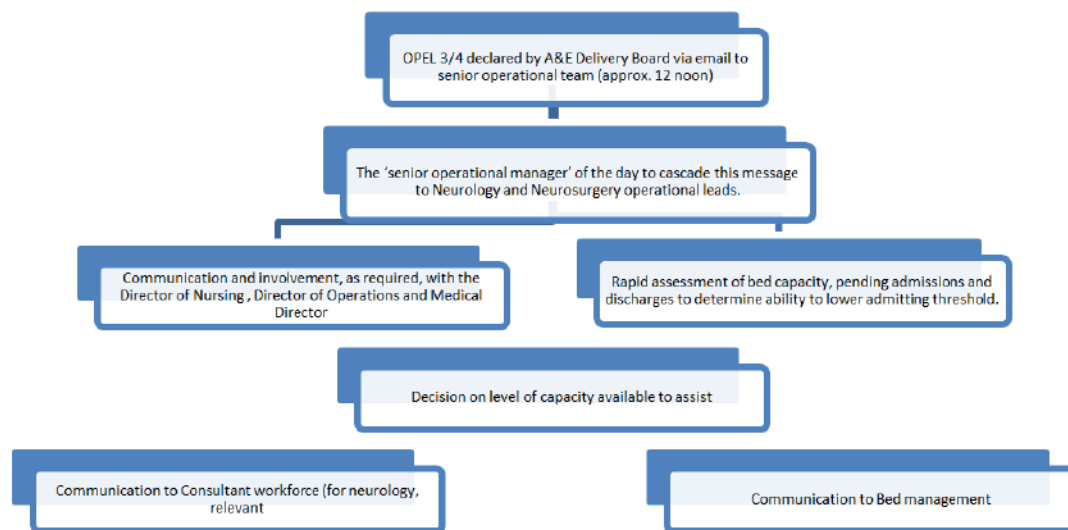 OPEL 3/4 declared by A&E Delivery Board via email to
senior operational team (approx. 12 noon)
The ‘senior operational manager’ of the day to cascade this message
to Neurology and Neurosurgery operational leads.
Communication and involvement, as required, with the
Director of Nursing , Director of Operations and Medical
Director
Rapid assessment of bed capacity, pending admissions and
discharges to determine ability to lower admitting threshold.
Decision on level of capacity available to assist
Communication to Consultant workforce (for neurology,
relevant
Communication to Bed management